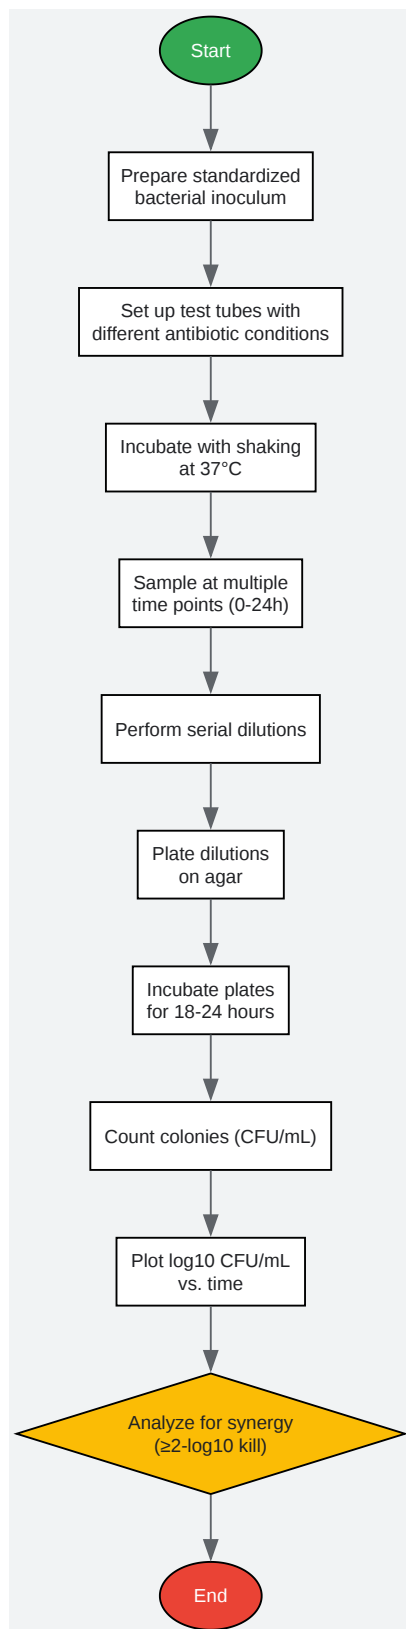 Start
Prepare standardized
bacterial inoculum
Set up test tubes with
different antibiotic conditions
Incubate with shaking
at 37°C
Sample at multiple
time points (0-24h)
Perform serial dilutions
Plate dilutions
on agar
Incubate plates
for 18-24 hours
Count colonies (CFU/mL)
Plot log10 CFU/mL
vs. time
Analyze for synergy
(≥2-log10 kill)
End